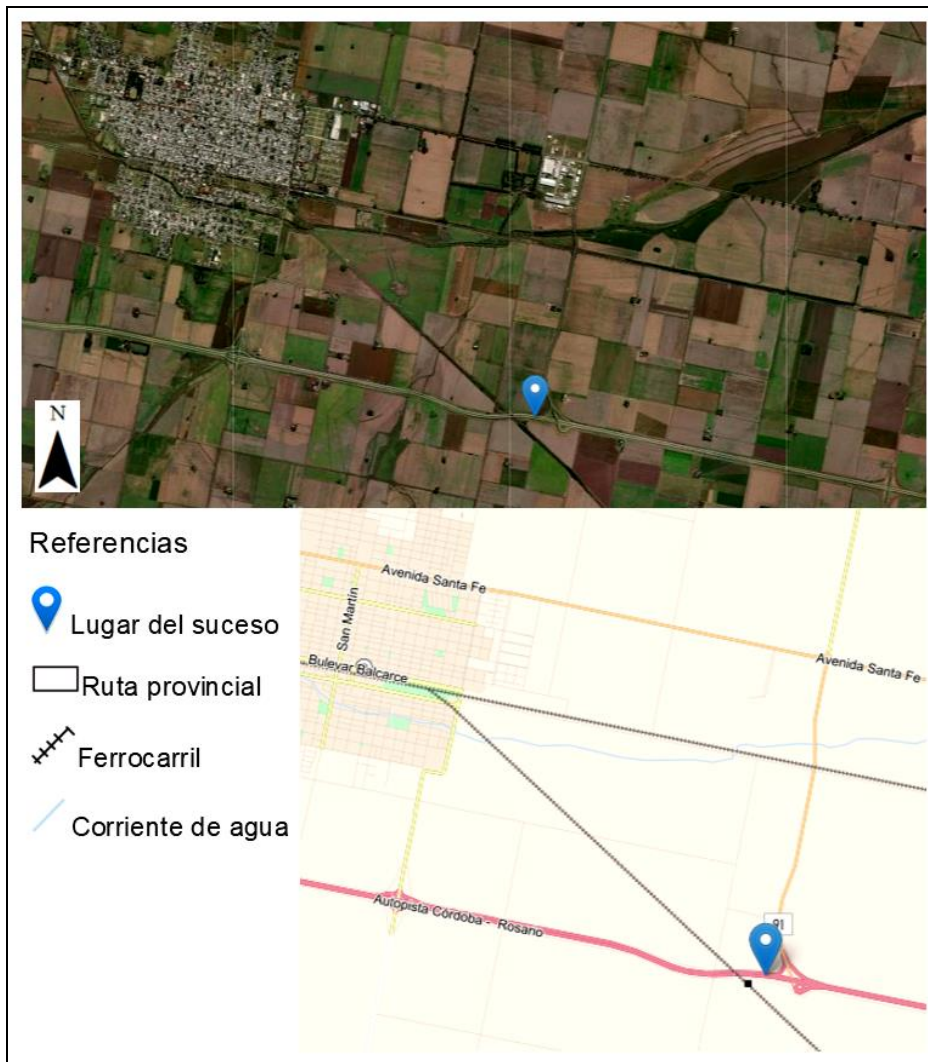 N
Referencias
Lugar del suceso
Ruta provincial
Ferrocarril
Corriente de agua
Avenida Santa Fe
San Martín
Bulevar Balcarce
Avenida Santa Fe
Autopista Córdoba - Rosario
91